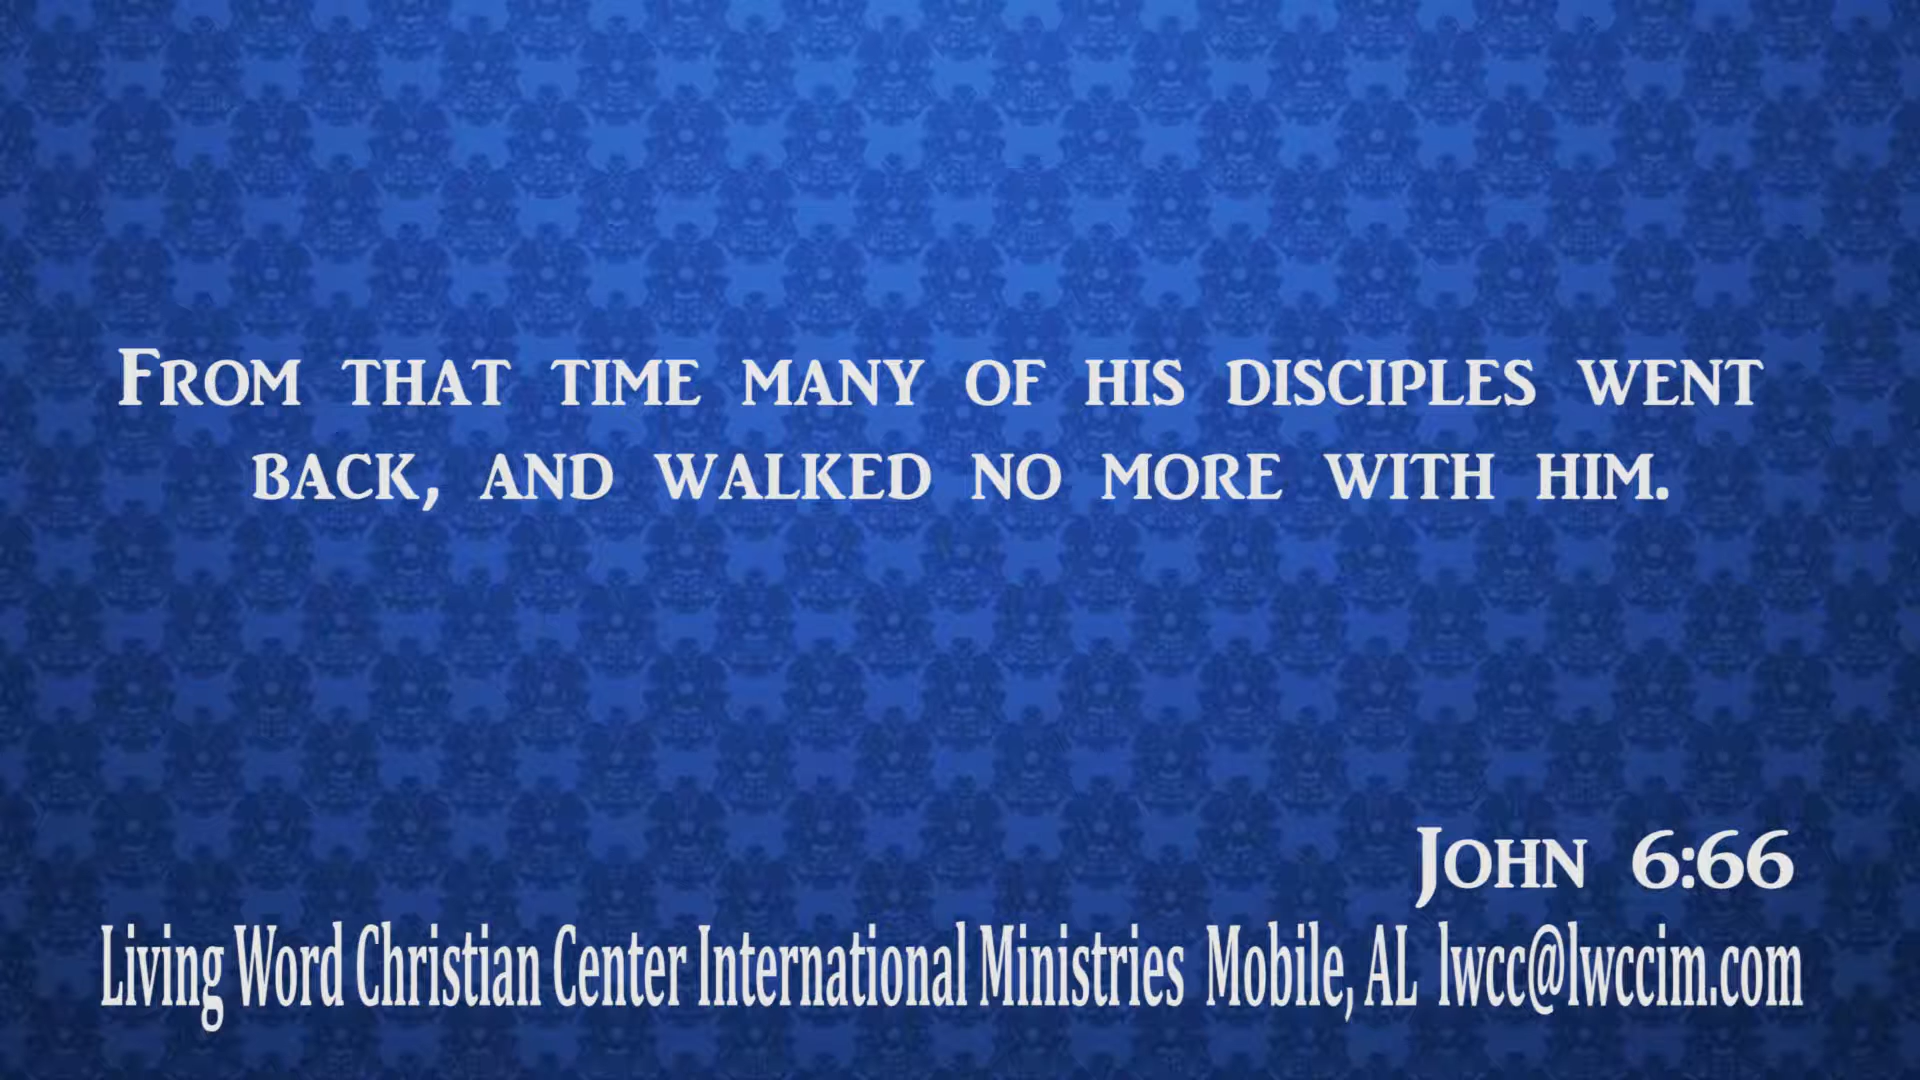 From that time many of his disciples went
back, and walked no more with him.
John 6:66
Living Word Christian Center International Ministries Mobile, AL lwcc@lwccim.com